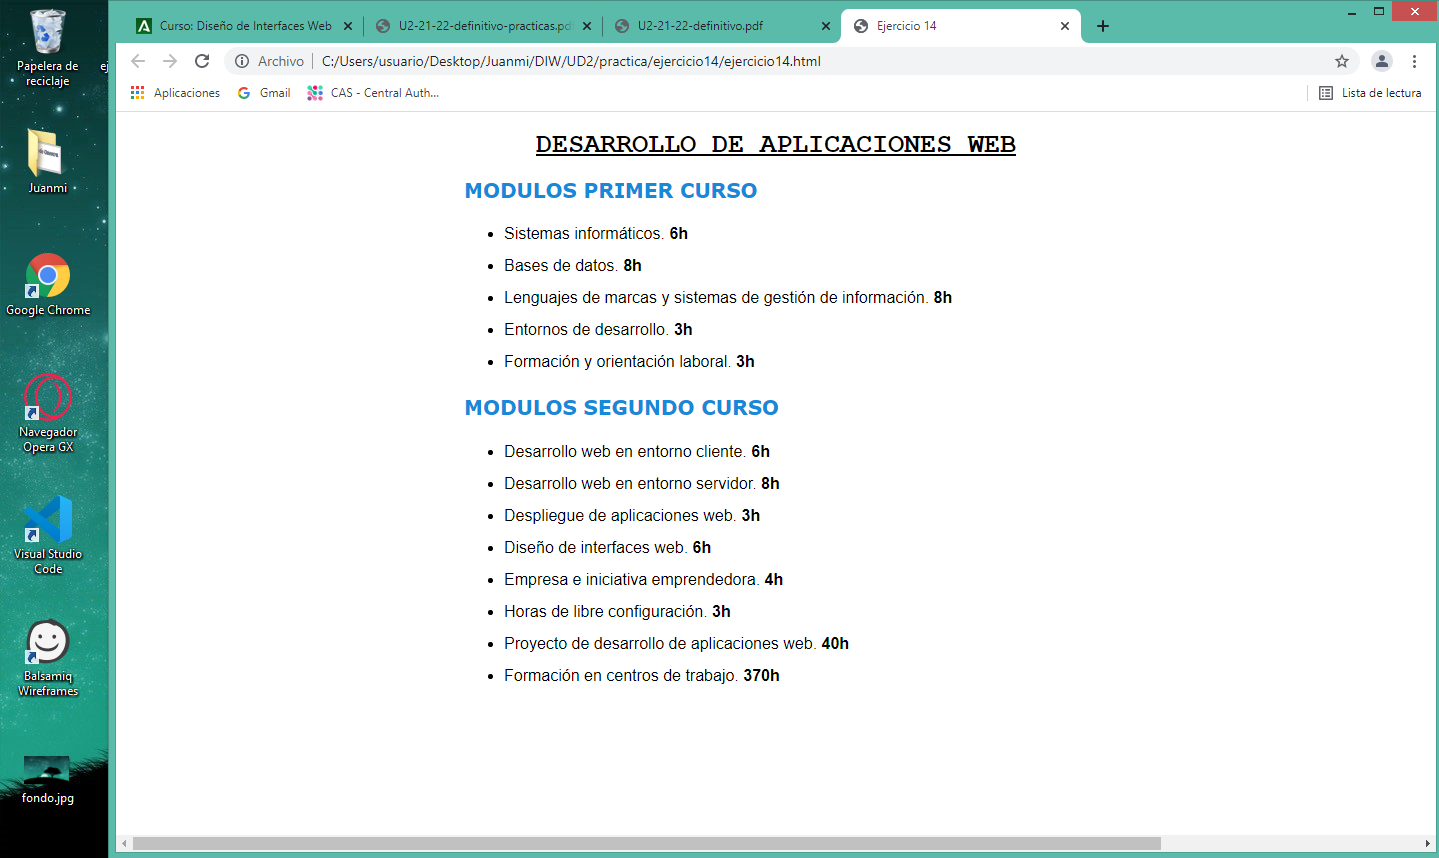 Papelera de
reciclaje
ej
Juanmi
Google Chrome
Navegador
Opera GX
Visual Studio
Code
Balsamiq
Wireframes
fondo.jpg
Curso: Diseño de Interfaces Web
U2-21-22-definitivo-practicas.pd
U2-21-22-definitivo.pdf
Ejercicio 14
Archivo
C:/Users/usuario/Desktop/Juanmi/DIW/UD2/practica/ejercicio14/ejercicio14.html
Aplicaciones
Gmail
CAS - Central Auth...
Lista de lectura
DESARROLLO DE APLICACIONES WEB
MODULOS PRIMER CURSO
• Sistemas informáticos. 6h
• Bases de datos. 8h
• Lenguajes de marcas y sistemas de gestión de información. 8h
• Entornos de desarrollo. 3h
• Formación y orientación laboral. 3h
MODULOS SEGUNDO CURSO
• Desarrollo web en entorno cliente. 6h
• Desarrollo web en entorno servidor. 8h
• Despliegue de aplicaciones web. 3h
• Diseño de interfaces web. 6h
• Empresa e iniciativa emprendedora. 4h
• Horas de libre configuración. 3h
• Proyecto de desarrollo de aplicaciones web. 40h
• Formación en centros de trabajo. 370h